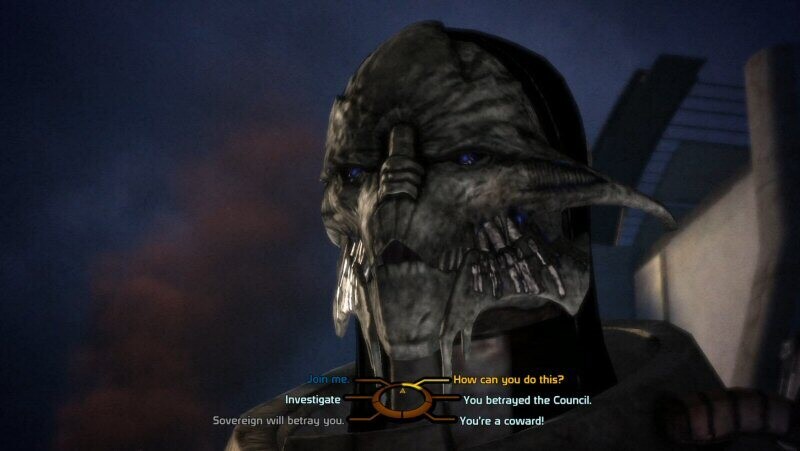 Join me.
How can you do this?
Investigate
You betrayed the Council.
Sovereign will betray you.
You're a coward!